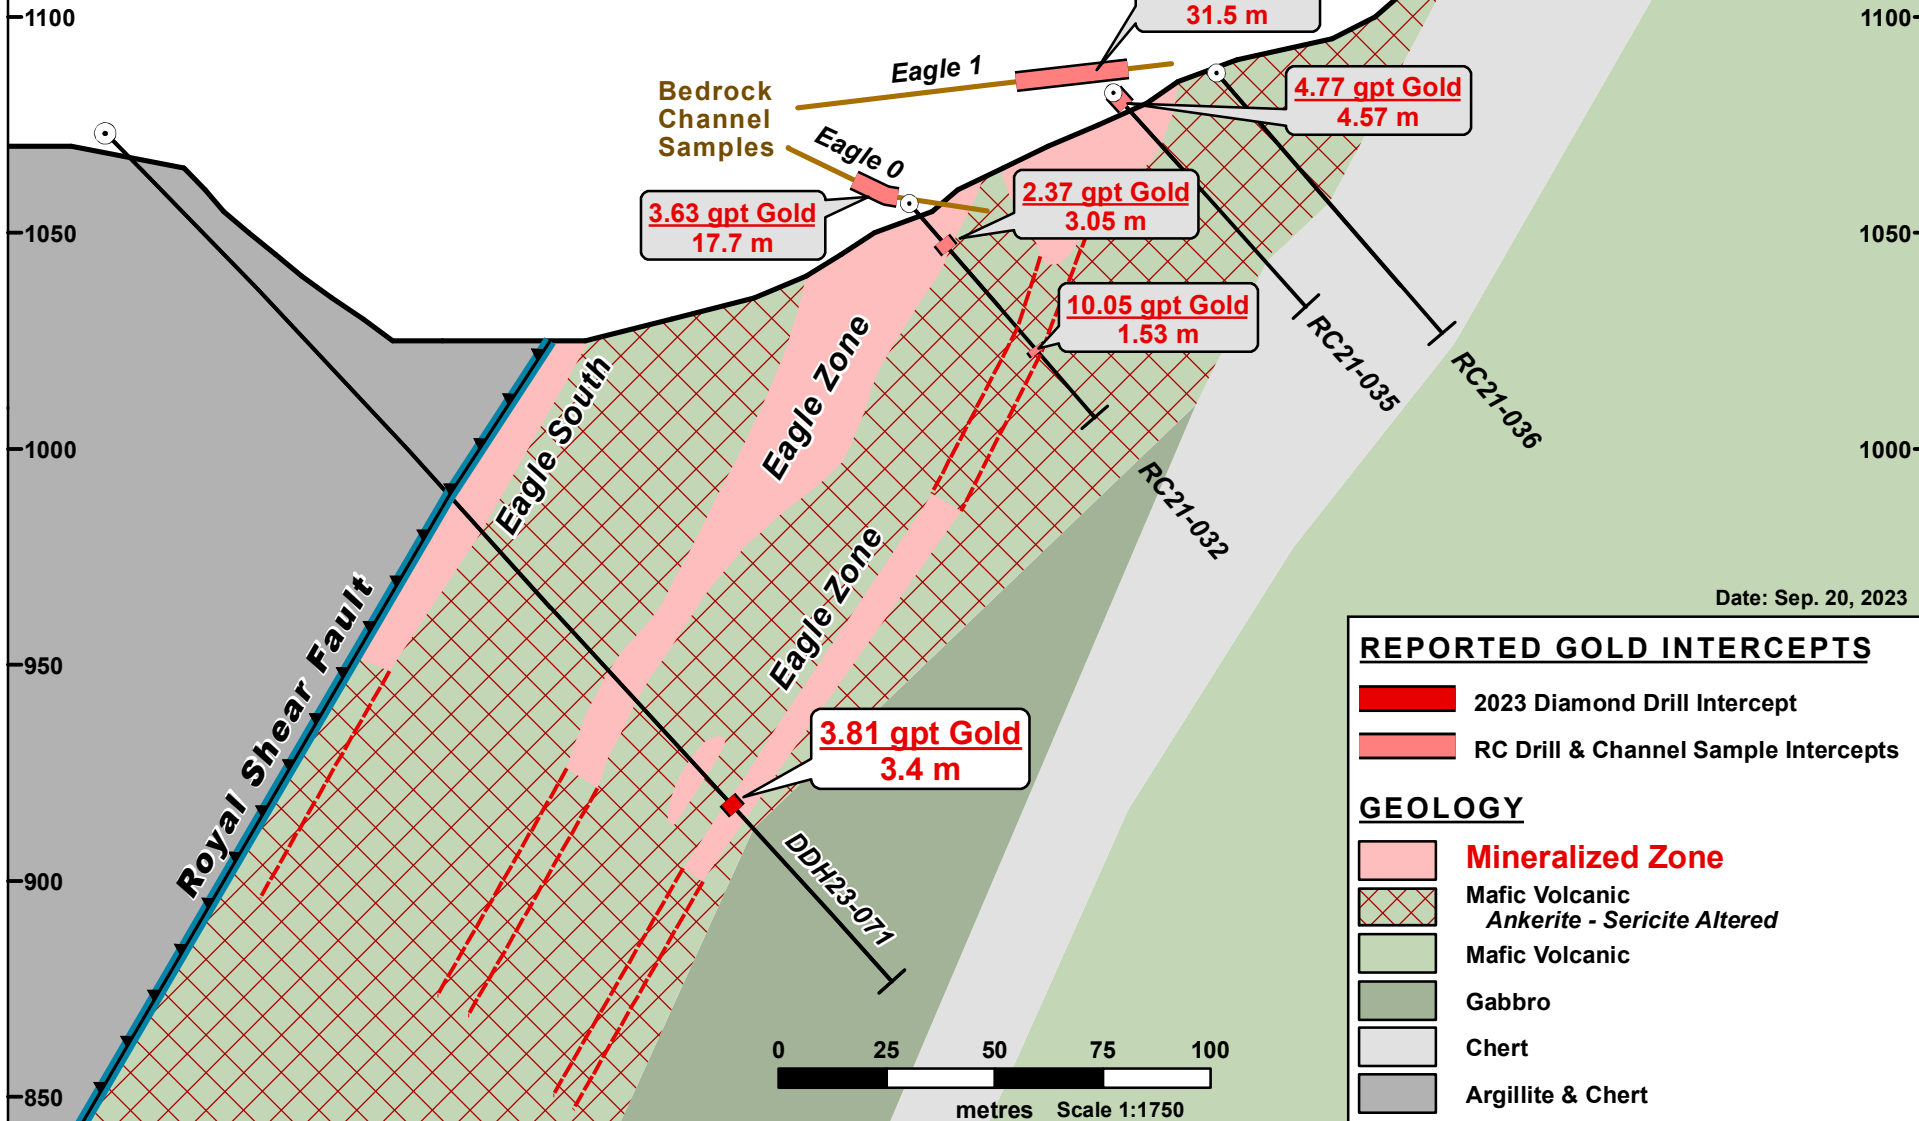 1100
1100
31.5 m
Eagle 1
Bedrock
Channel
Samples
4.77 gpt Gold
4.57 m
Eagle 0
2.37 gpt Gold
3.05 m
3.63 gpt Gold
17.7 m
1050
1050
10.05 gpt Gold
1.53 m
RC21-035
RC21-036
Eagle Zone
Eagle South
1000
1000
RC21-032
Eagle Zone
Royal Shear Fault
950
3.81 gpt Gold
3.4 m
DDH23-071
900
850
0 25 50 75 100
metres Scale 1:1750
Date: Sep. 20, 2023
REPORTED GOLD INTERCEPTS
2023 Diamond Drill Intercept
RC Drill & Channel Sample Intercepts
GEOLOGY
Mineralized Zone
Mafic Volcanic
Ankerite - Sericite Altered
Mafic Volcanic
Gabbro
Chert
Argillite & Chert